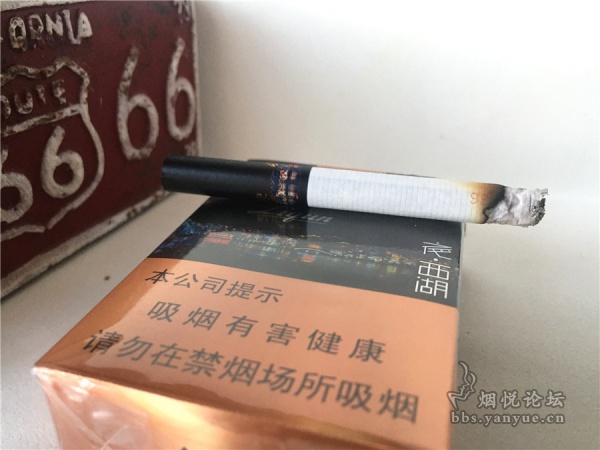 ORNIA
ROUTE
66
66
夜西湖
本公司提示
吸烟有害健康
请勿在禁烟场所吸烟
烟悦论坛
bbs.yanyue.cn